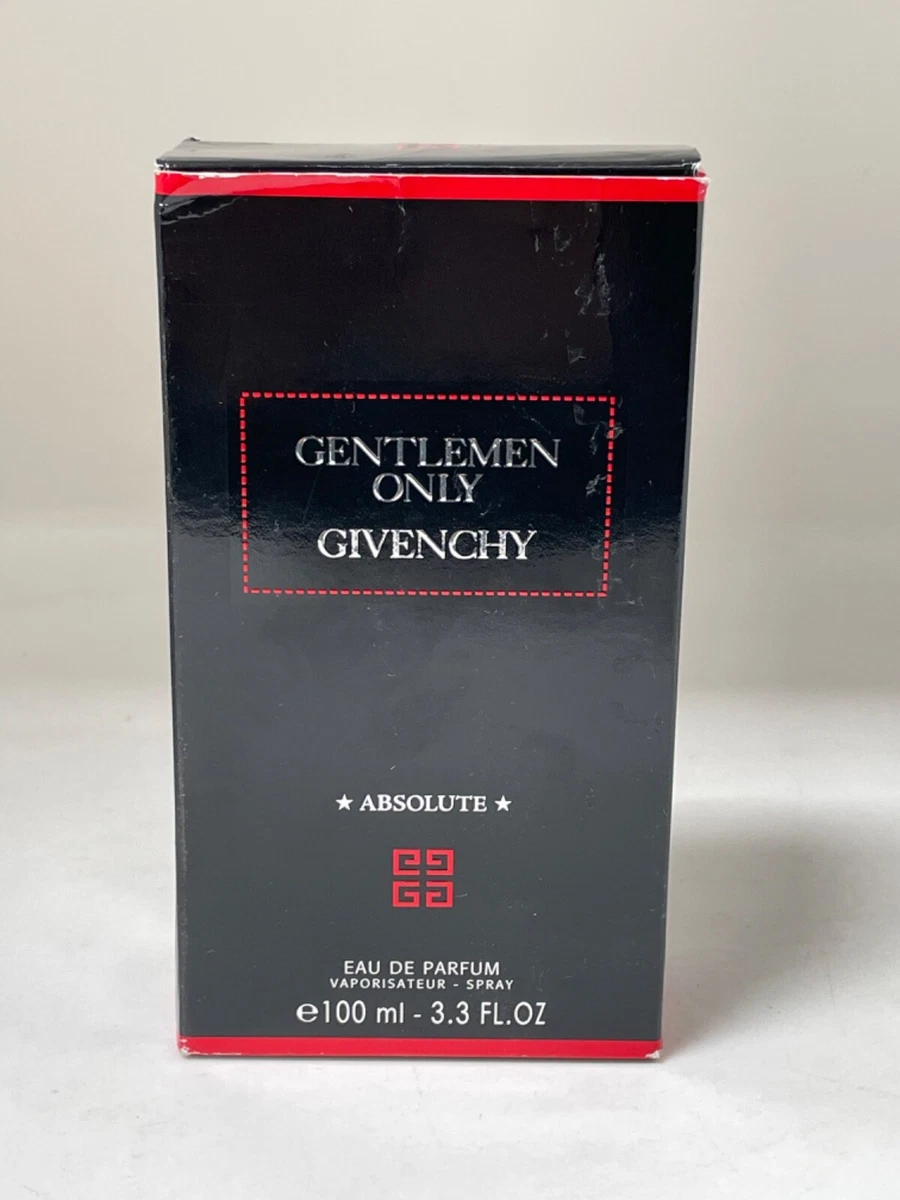 GENTLEMEN
ONLY
GIVENCHY
★ ABSOLUTE ★
EAU DE PARFUM
VAPORISATEUR - SPRAY
℮100 ml - 3.3 FL.OZ